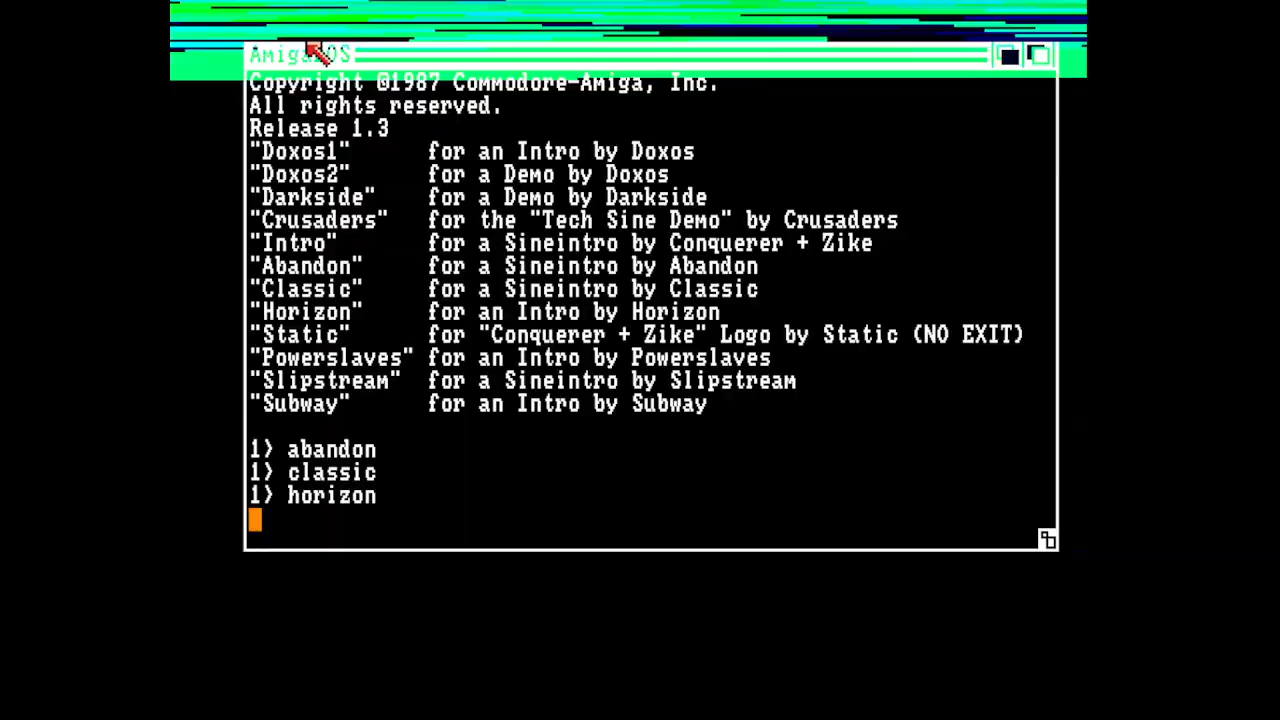 AmigaDOS
Copyright @1987 Commodore-Amiga, Inc.
All rights reserved.
Release 1.3
"Doxos1" for an Intro by Doxos
"Doxos2" for a Demo by Doxos
"Darkside" for a Demo by Darkside
"Crusaders" for the "Tech Sine Demo" by Crusaders
"Intro" for a Sineintro by Conquerer + Zike
"Abandon" for a Sineintro by Abandon
"Classic" for a Sineintro by Classic
"Horizon" for an Intro by Horizon
"Static" for "Conquerer + Zike" Logo by Static (NO EXIT)
"Powerslaves" for an Intro by Powerslaves
"Slipstream" for a Sineintro by Slipstream
"Subway" for an Intro by Subway
1> abandon
1> classic
1> horizon